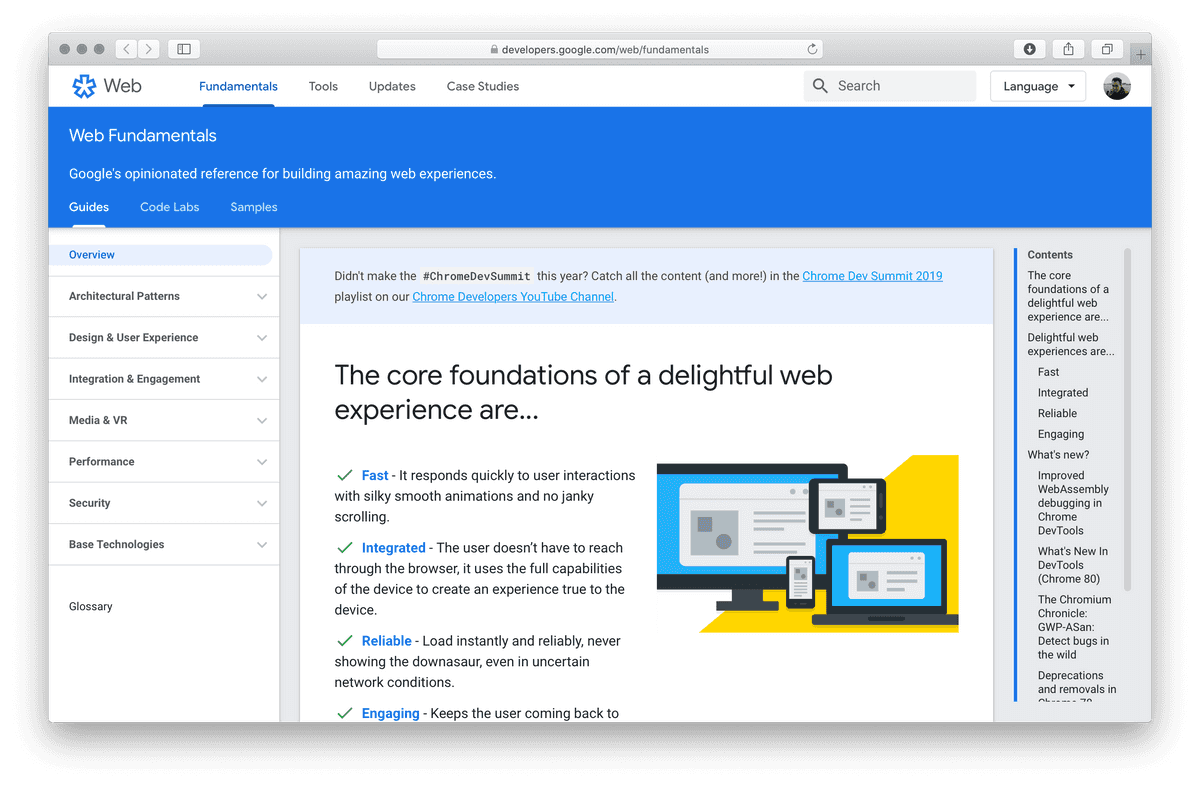 developers.google.com/web/fundamentals
Web
Fundamentals
Tools
Updates
Case Studies
Search
Language
Web Fundamentals
Google's opinionated reference for building amazing web experiences.
Guides
Code Labs
Samples
Overview
Architectural Patterns
Design & User Experience
Integration & Engagement
Media & VR
Performance
Security
Base Technologies
Glossary
Didn't make the #ChromeDevSummit this year? Catch all the content (and more!) in the Chrome Dev Summit 2019
playlist on our Chrome Developers YouTube Channel.
The core foundations of a delightful web
experience are...
Fast - It responds quickly to user interactions
with silky smooth animations and no janky
scrolling.
Integrated - The user doesn’t have to reach
through the browser, it uses the full capabilities
of the device to create an experience true to the
device.
Reliable - Load instantly and reliably, never
showing the downasaur, even in uncertain
network conditions.
Engaging - Keeps the user coming back to
Contents
The core
foundations of a
delightful web
experience are...
Delightful web
experiences are...
Fast
Integrated
Reliable
Engaging
What's new?
Improved
WebAssembly
debugging in
Chrome
DevTools
What's New In
DevTools
(Chrome 80)
The Chromium
Chronicle:
GWP-ASan:
Detect bugs in
the wild
Deprecations
and removals in